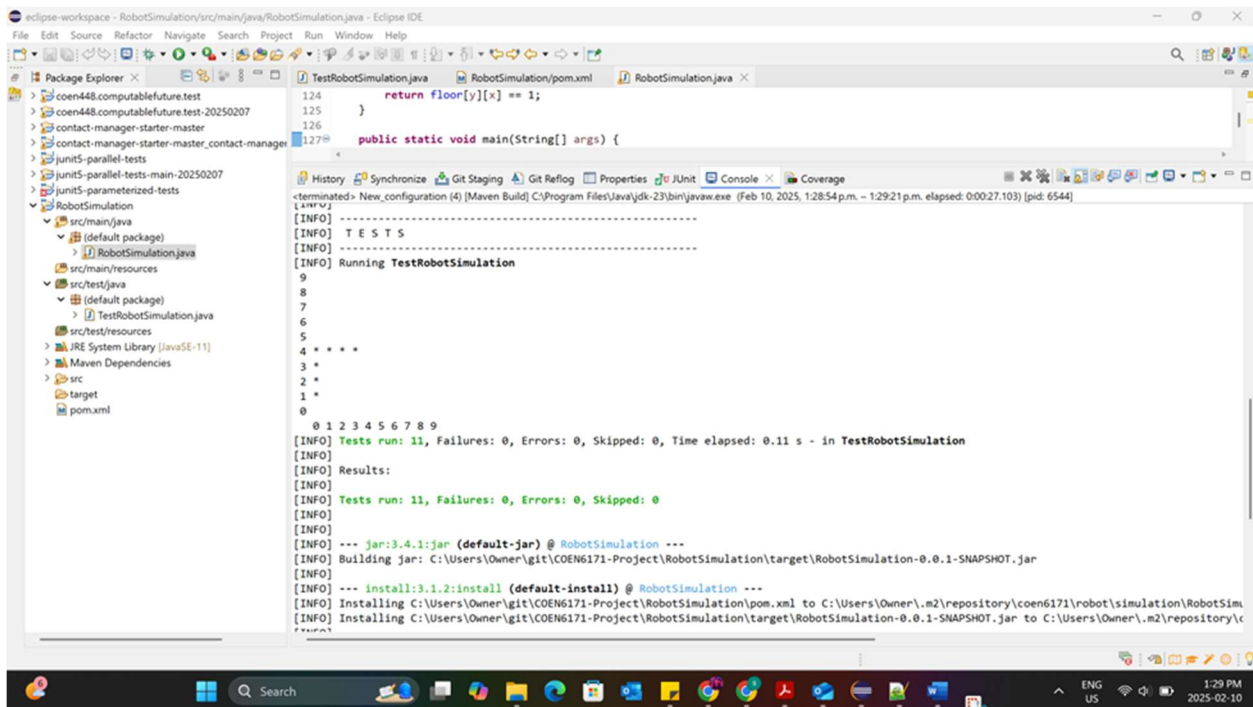 eclipse-workspace - RobotSimulation/src/main/java/RobotSimulation.java - Eclipse IDE
File Edit Source Refactor Navigate Search Project Run Window Help
Package Explorer
coen448.computablefuture.test
coen448.computablefuture.test-20250207
contact-manager-starter-master
contact-manager-starter-master_contact-manager
junit5-parallel-tests
junit5-parallel-tests-main-20250207
junit5-parameterized-tests
RobotSimulation
src/main/java
(default package)
RobotSimulation.java
src/main/resources
src/test/java
(default package)
TestRobotSimulation.java
src/test/resources
JRE System Library [JavaSE-11]
Maven Dependencies
src
target
pom.xml
TestRobotSimulation.java RobotSimulation/pom.xml RobotSimulation.java
124 return floor[y][x] == 1;
125 }
126
127 public static void main(String[] args) {
History Synchronize Git Staging Git Reflog Properties JUnit Console Coverage
<terminated> New_configuration (4) [Maven Build] C:\Program Files\Java\jdk-23\bin\javaw.exe (Feb 10, 2025, 1:28:54 p.m. – 1:29:21 p.m. elapsed: 0:00:27.103) [pid: 6544]
[INFO]
[INFO] -------------------------------------------------------
[INFO] T E S T S
[INFO] -------------------------------------------------------
[INFO] Running TestRobotSimulation
9
8
7
6
5
4 * * * *
3 *
2 *
1 *
0
0 1 2 3 4 5 6 7 8 9
[INFO] Tests run: 11, Failures: 0, Errors: 0, Skipped: 0, Time elapsed: 0.11 s - in TestRobotSimulation
[INFO]
[INFO] Results:
[INFO]
[INFO] Tests run: 11, Failures: 0, Errors: 0, Skipped: 0
[INFO]
[INFO]
[INFO] --- jar:3.4.1:jar (default-jar) @ RobotSimulation ---
[INFO] Building jar: C:\Users\Owner\git\COEN6171-Project\RobotSimulation\target\RobotSimulation-0.0.1-SNAPSHOT.jar
[INFO]
[INFO] --- install:3.1.2:install (default-install) @ RobotSimulation ---
[INFO] Installing C:\Users\Owner\git\COEN6171-Project\RobotSimulation\pom.xml to C:\Users\Owner\.m2\repository\coen6171\robot\simulation\RobotSimu
[INFO] Installing C:\Users\Owner\git\COEN6171-Project\RobotSimulation\target\RobotSimulation-0.0.1-SNAPSHOT.jar to C:\Users\Owner\.m2\repository\c
[INFO]
6
Search
ENG
US
1:29 PM
2025-02-10